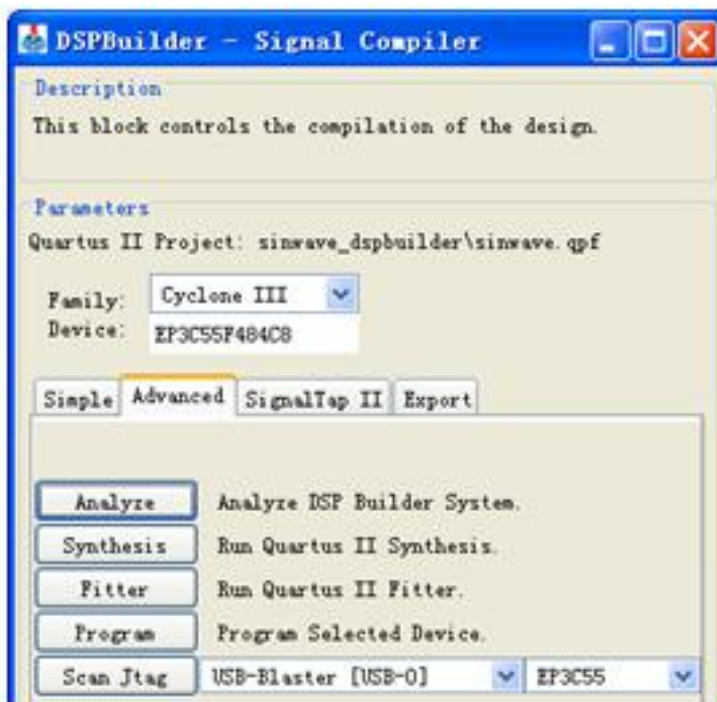 DSPBuilder - Signal Compiler
Description
This block controls the compilation of the design.
Parameters
Quartus II Project: sinwave_dspbuilder\sinwave.qpf
Family: Cyclone III
Device: EP3C55F484C8
Simple Advanced SignalTap II Export
Analyze Analyze DSP Builder System.
Synthesis Run Quartus II Synthesis.
Fitter Run Quartus II Fitter.
Program Program Selected Device.
Scan Jtag USB-Blaster [USB-0] EP3C55